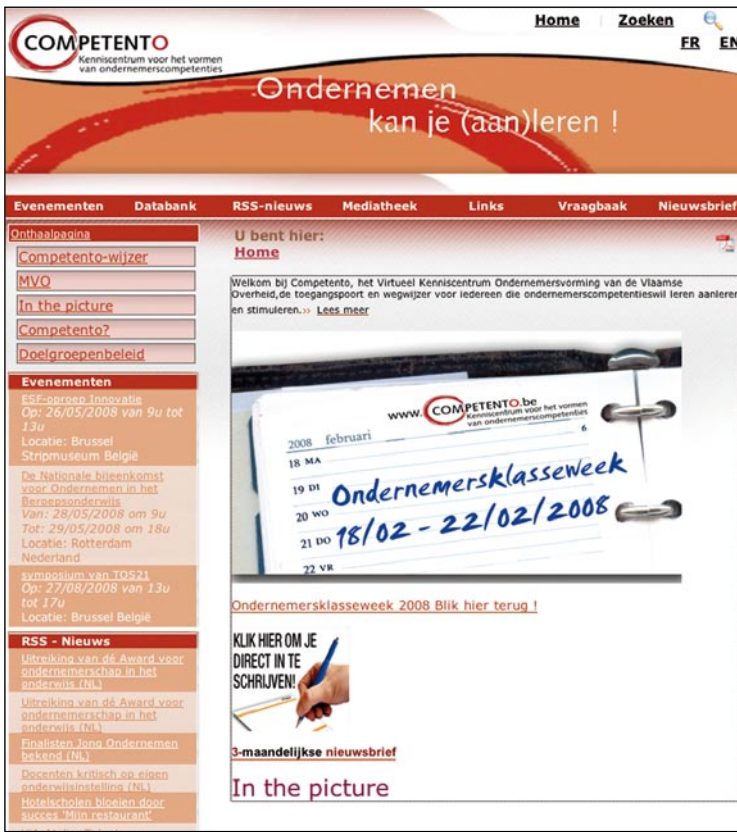 Home
Zoeken
FR
EN
COMPETENTO
Kenniscentrum voor het vormen
van ondernemerscompetenties
Ondernemen
kan je (aan)leren !
Evenementen
Databank
RSS-nieuws
Mediatheek
Links
Vraagbaak
Nieuwsbrief
Onthaalpagina
Competento-wijzer
MVO
In the picture
Competento?
Doelgroepenbeleid
Evenementen
ESF-oproep Innovatie
Op: 26/05/2008 van 9u tot
13u
Locatie: Brussel
Stripmuseum België
De Nationale bijeenkomst
voor Ondernemen in het
Beroepsonderwijs
Van: 28/05/2008 om 9u
Tot: 29/05/2008 om 18u
Locatie: Rotterdam
Nederland
symposium van TOS21
Op: 27/08/2008 van 13u
tot 17u
Locatie: Brussel België
RSS - Nieuws
Uitreiking van dé Award voor
ondernemerschap in het
onderwijs (NL)
Uitreiking van dé Award voor
ondernemerschap in het
onderwijs (NL)
Finalisten Jong Ondernemen
bekend (NL)
Docenten kritisch op eigen
onderwijsinstelling (NL)
Hotelscholen bloeien door
succes 'Mijn restaurant'
U bent hier:
Home
Welkom bij Competento, het Virtueel Kenniscentrum Ondernemersvorming van de Vlaamse
Overheid,de toegangspoort en wegwijzer voor iedereen die ondernemerscompetentieswil leren aanleren
en stimuleren.›› Lees meer
www. COMPETENTO.be
Kenniscentrum voor het vormen
van ondernemerscompetenties
2008 februari
6
18 MA
19 DI
20 WO
21 DO
22 VR
Ondernemersklasseweek
18/02 - 22/02/2008
Ondernemersklasseweek 2008 Blik hier terug !
KLIK HIER OM JE
DIRECT IN TE
SCHRIJVEN!
3-maandelijkse nieuwsbrief
In the picture